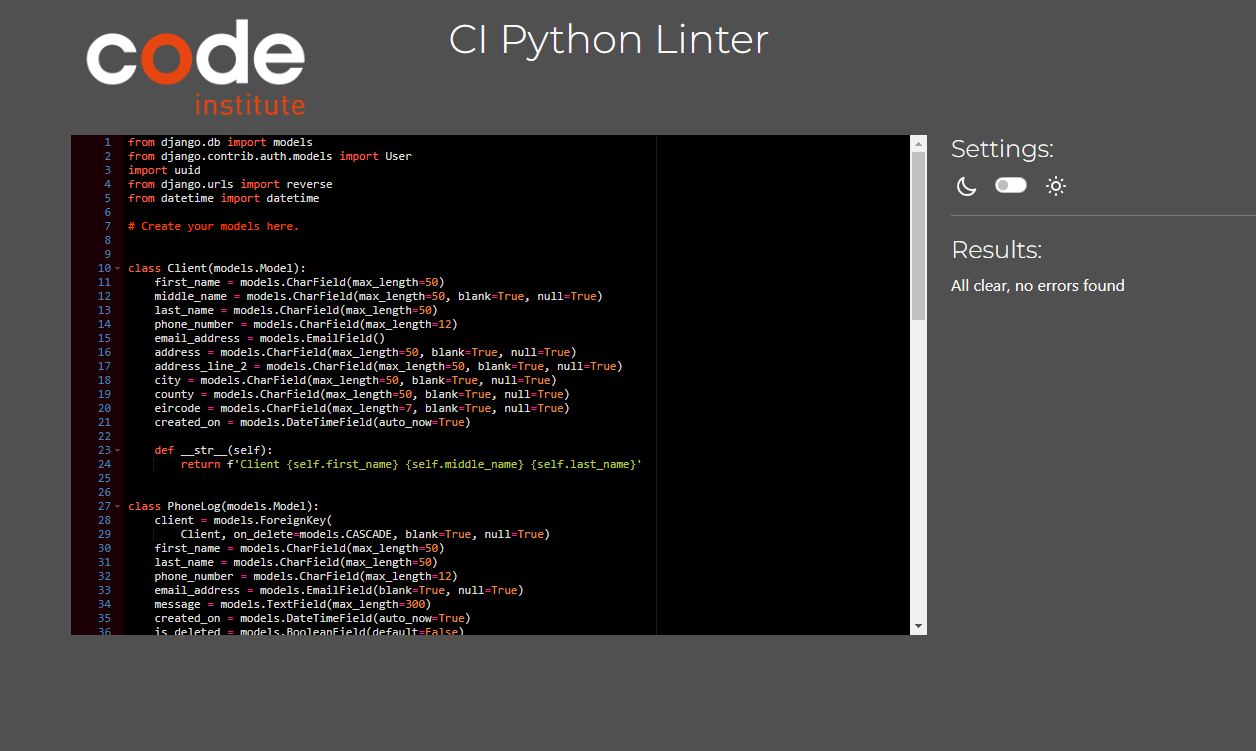 code
institute
CI Python Linter
1 from django.db import models
2 from django.contrib.auth.models import User
3 import uuid
4 from django.urls import reverse
5 from datetime import datetime
6
7 # Create your models here.
8
9
10 class Client(models.Model):
11     first_name = models.CharField(max_length=50)
12     middle_name = models.CharField(max_length=50, blank=True, null=True)
13     last_name = models.CharField(max_length=50)
14     phone_number = models.CharField(max_length=12)
15     email_address = models.EmailField()
16     address = models.CharField(max_length=50, blank=True, null=True)
17     address_line_2 = models.CharField(max_length=50, blank=True, null=True)
18     city = models.CharField(max_length=50, blank=True, null=True)
19     county = models.CharField(max_length=50, blank=True, null=True)
20     eircode = models.CharField(max_length=7, blank=True, null=True)
21     created_on = models.DateTimeField(auto_now=True)
22
23     def __str__(self):
24         return f'Client {self.first_name} {self.middle_name} {self.last_name}'
25
26
27 class PhoneLog(models.Model):
28     client = models.ForeignKey(
29         Client, on_delete=models.CASCADE, blank=True, null=True)
30     first_name = models.CharField(max_length=50)
31     last_name = models.CharField(max_length=50)
32     phone_number = models.CharField(max_length=12)
33     email_address = models.EmailField(blank=True, null=True)
34     message = models.TextField(max_length=300)
35     created_on = models.DateTimeField(auto_now=True)
36     is_deleted = models.BooleanField(default=False)
Settings:
Results:
All clear, no errors found